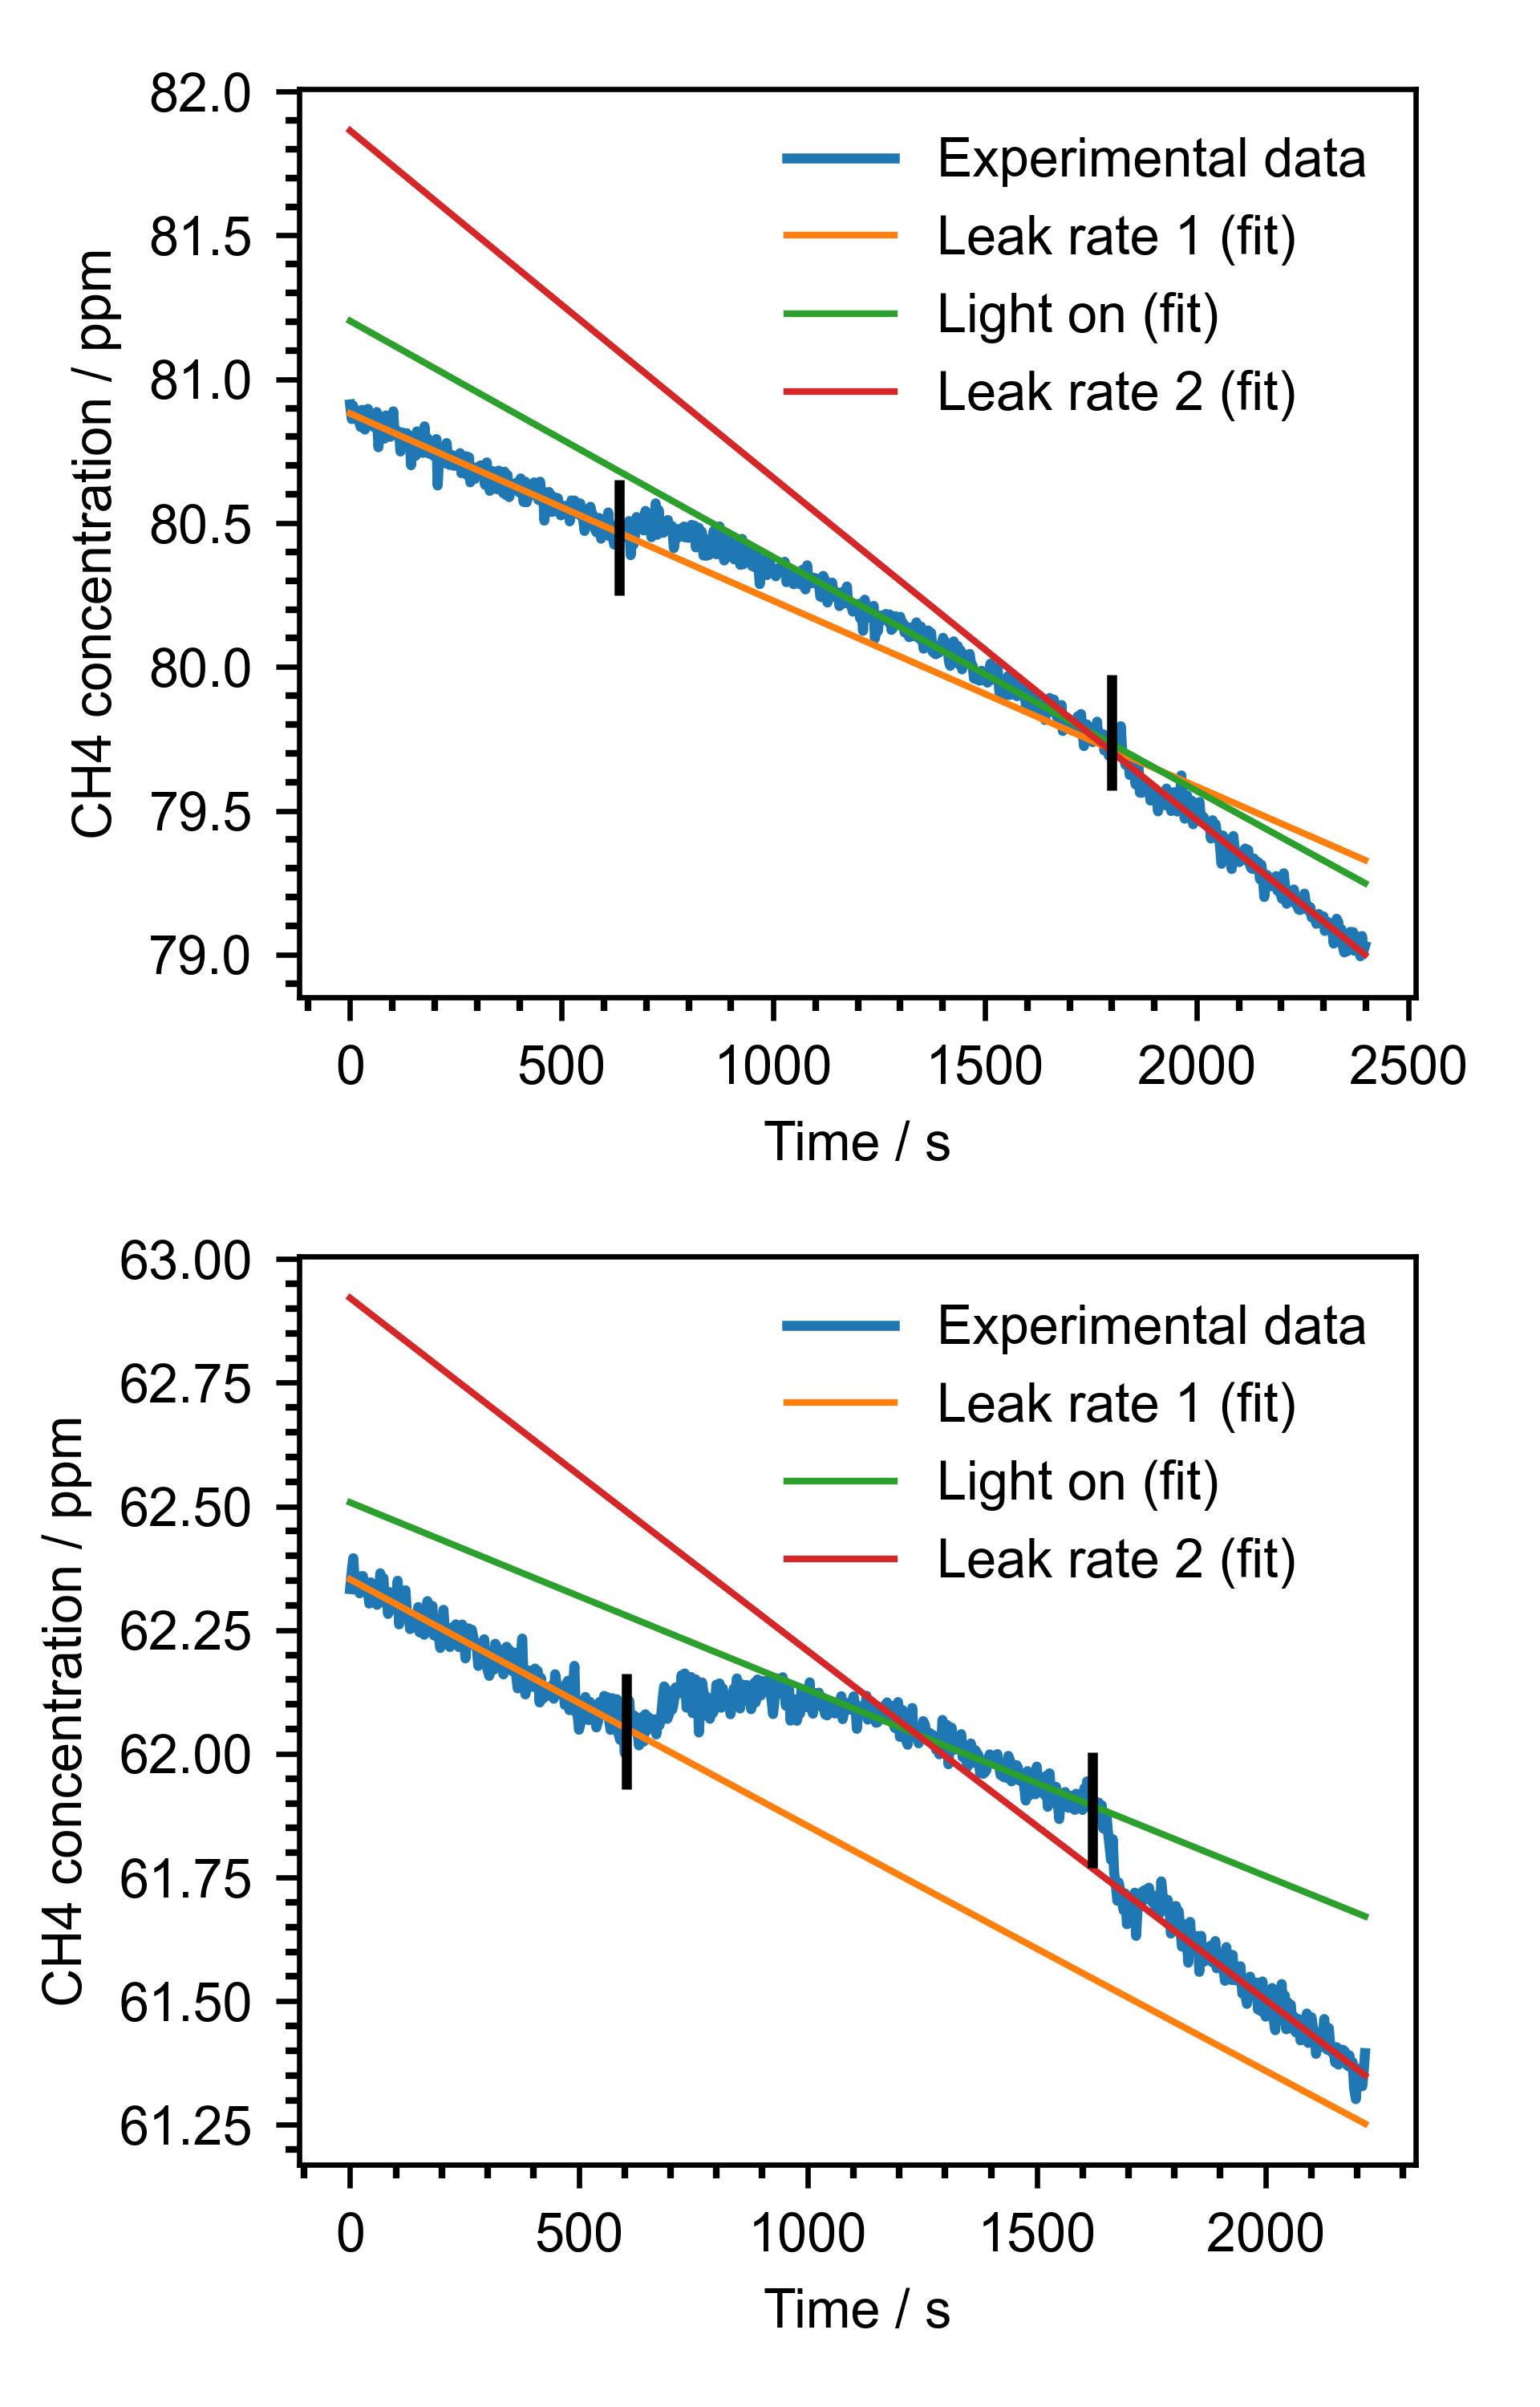 82.0
81.5
81.0
80.5
80.0
79.5
79.0
CH4 concentration / ppm
Experimental data
Leak rate 1 (fit)
Light on (fit)
Leak rate 2 (fit)
0 500 1000 1500 2000 2500
Time / s
63.00
62.75
62.50
62.25
62.00
61.75
61.50
61.25
CH4 concentration / ppm
Experimental data
Leak rate 1 (fit)
Light on (fit)
Leak rate 2 (fit)
0 500 1000 1500 2000
Time / s